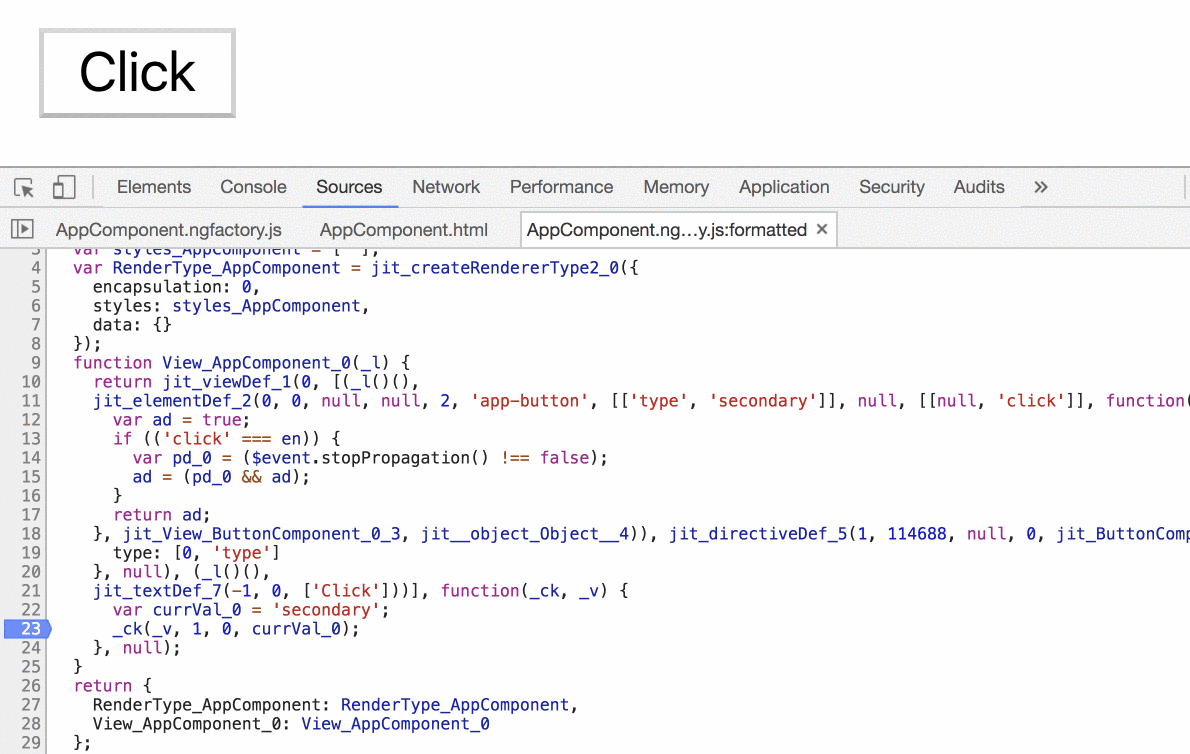 Click
Elements Console Sources Network Performance Memory Application Security Audits »
AppComponent.ngfactory.js AppComponent.html AppComponent.ng…y.js:formatted ×
3 var styles_AppComponent = [''];
4 var RenderType_AppComponent = jit_createRendererType2_0({
5 encapsulation: 0,
6 styles: styles_AppComponent,
7 data: {}
8 });
9 function View_AppComponent_0(_l) {
10 return jit_viewDef_1(0, [(_l()(),
11 jit_elementDef_2(0, 0, null, null, 2, 'app-button', [['type', 'secondary']], null, [[null, 'click']], function(
12 var ad = true;
13 if (('click' === en)) {
14 var pd_0 = ($event.stopPropagation() !== false);
15 ad = (pd_0 && ad);
16 }
17 return ad;
18 }, jit_View_ButtonComponent_0_3, jit__object_Object__4)), jit_directiveDef_5(1, 114688, null, 0, jit_ButtonComp
19 type: [0, 'type']
20 }, null), (_l()(),
21 jit_textDef_7(-1, 0, ['Click']))], function(_ck, _v) {
22 var currVal_0 = 'secondary';
23 _ck(_v, 1, 0, currVal_0);
24 }, null);
25 }
26 return {
27 RenderType_AppComponent: RenderType_AppComponent,
28 View_AppComponent_0: View_AppComponent_0
29 };